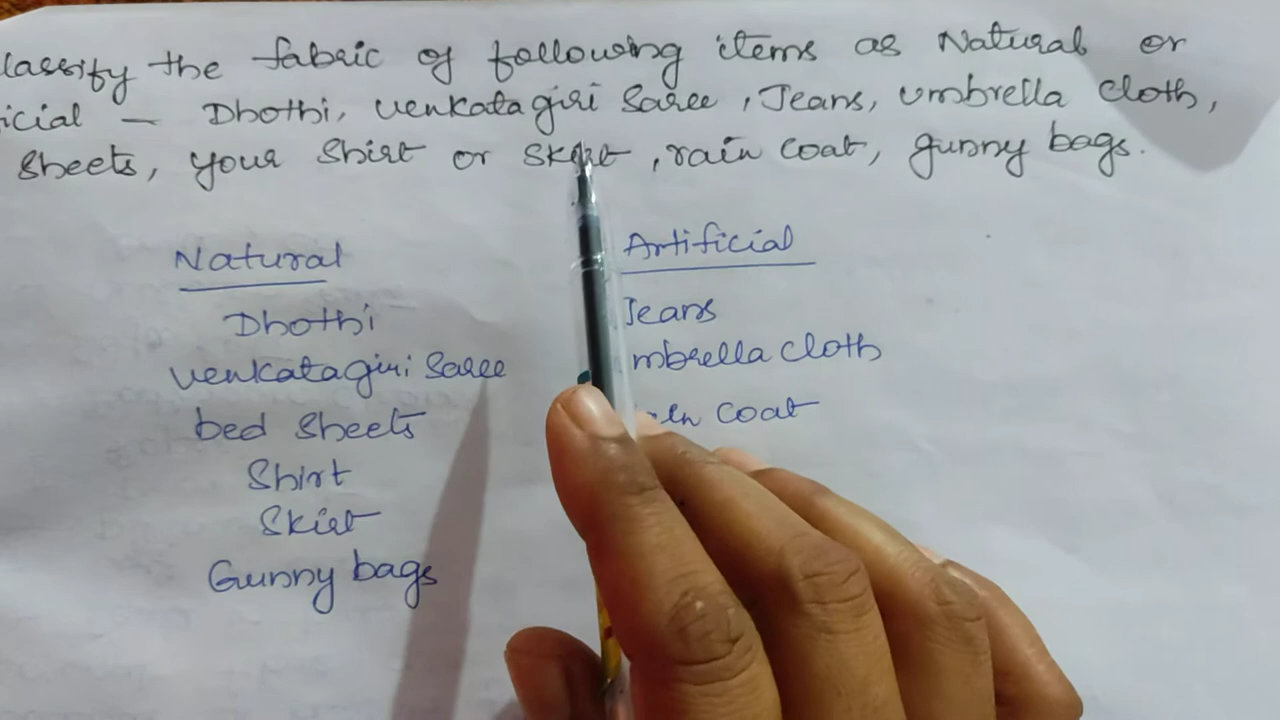 lassify the fabric of following items as Natural or
icial - Dhothi, Venkatagiri Saree, Jeans, Umbrella Cloth,
Sheets, your Shirt or Skirt, rain Coat, gunny bags.
Natural
Artificial
Dhothi
Jeans
Venkatagiri Saree
mbrella Cloth
bed Sheets
Coat
Shirt
Skirt
Gunny bags